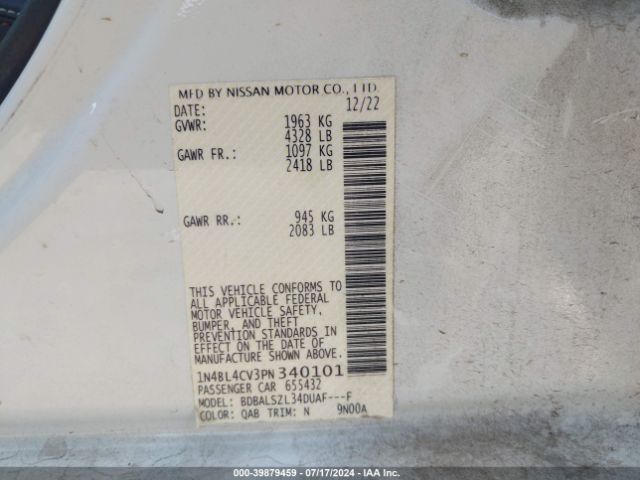 MFD BY NISSAN MOTOR CO., LTD.
DATE: 12/22
GVWR: 1963 KG
4328 LB
GAWR FR.: 1097 KG
2418 LB
GAWR RR.: 945 KG
2083 LB
THIS VEHICLE CONFORMS TO
ALL APPLICABLE FEDERAL
MOTOR VEHICLE SAFETY,
BUMPER, AND THEFT
PREVENTION STANDARDS IN
EFFECT ON THE DATE OF
MANUFACTURE SHOWN ABOVE.
1N4BL4CV3PN 340101
PASSENGER CAR 655432
MODEL: BDBALSZL34DUAF---F
COLOR: QAB TRIM: N 9N00A
000-39879459 - 07/17/2024 - IAA Inc.